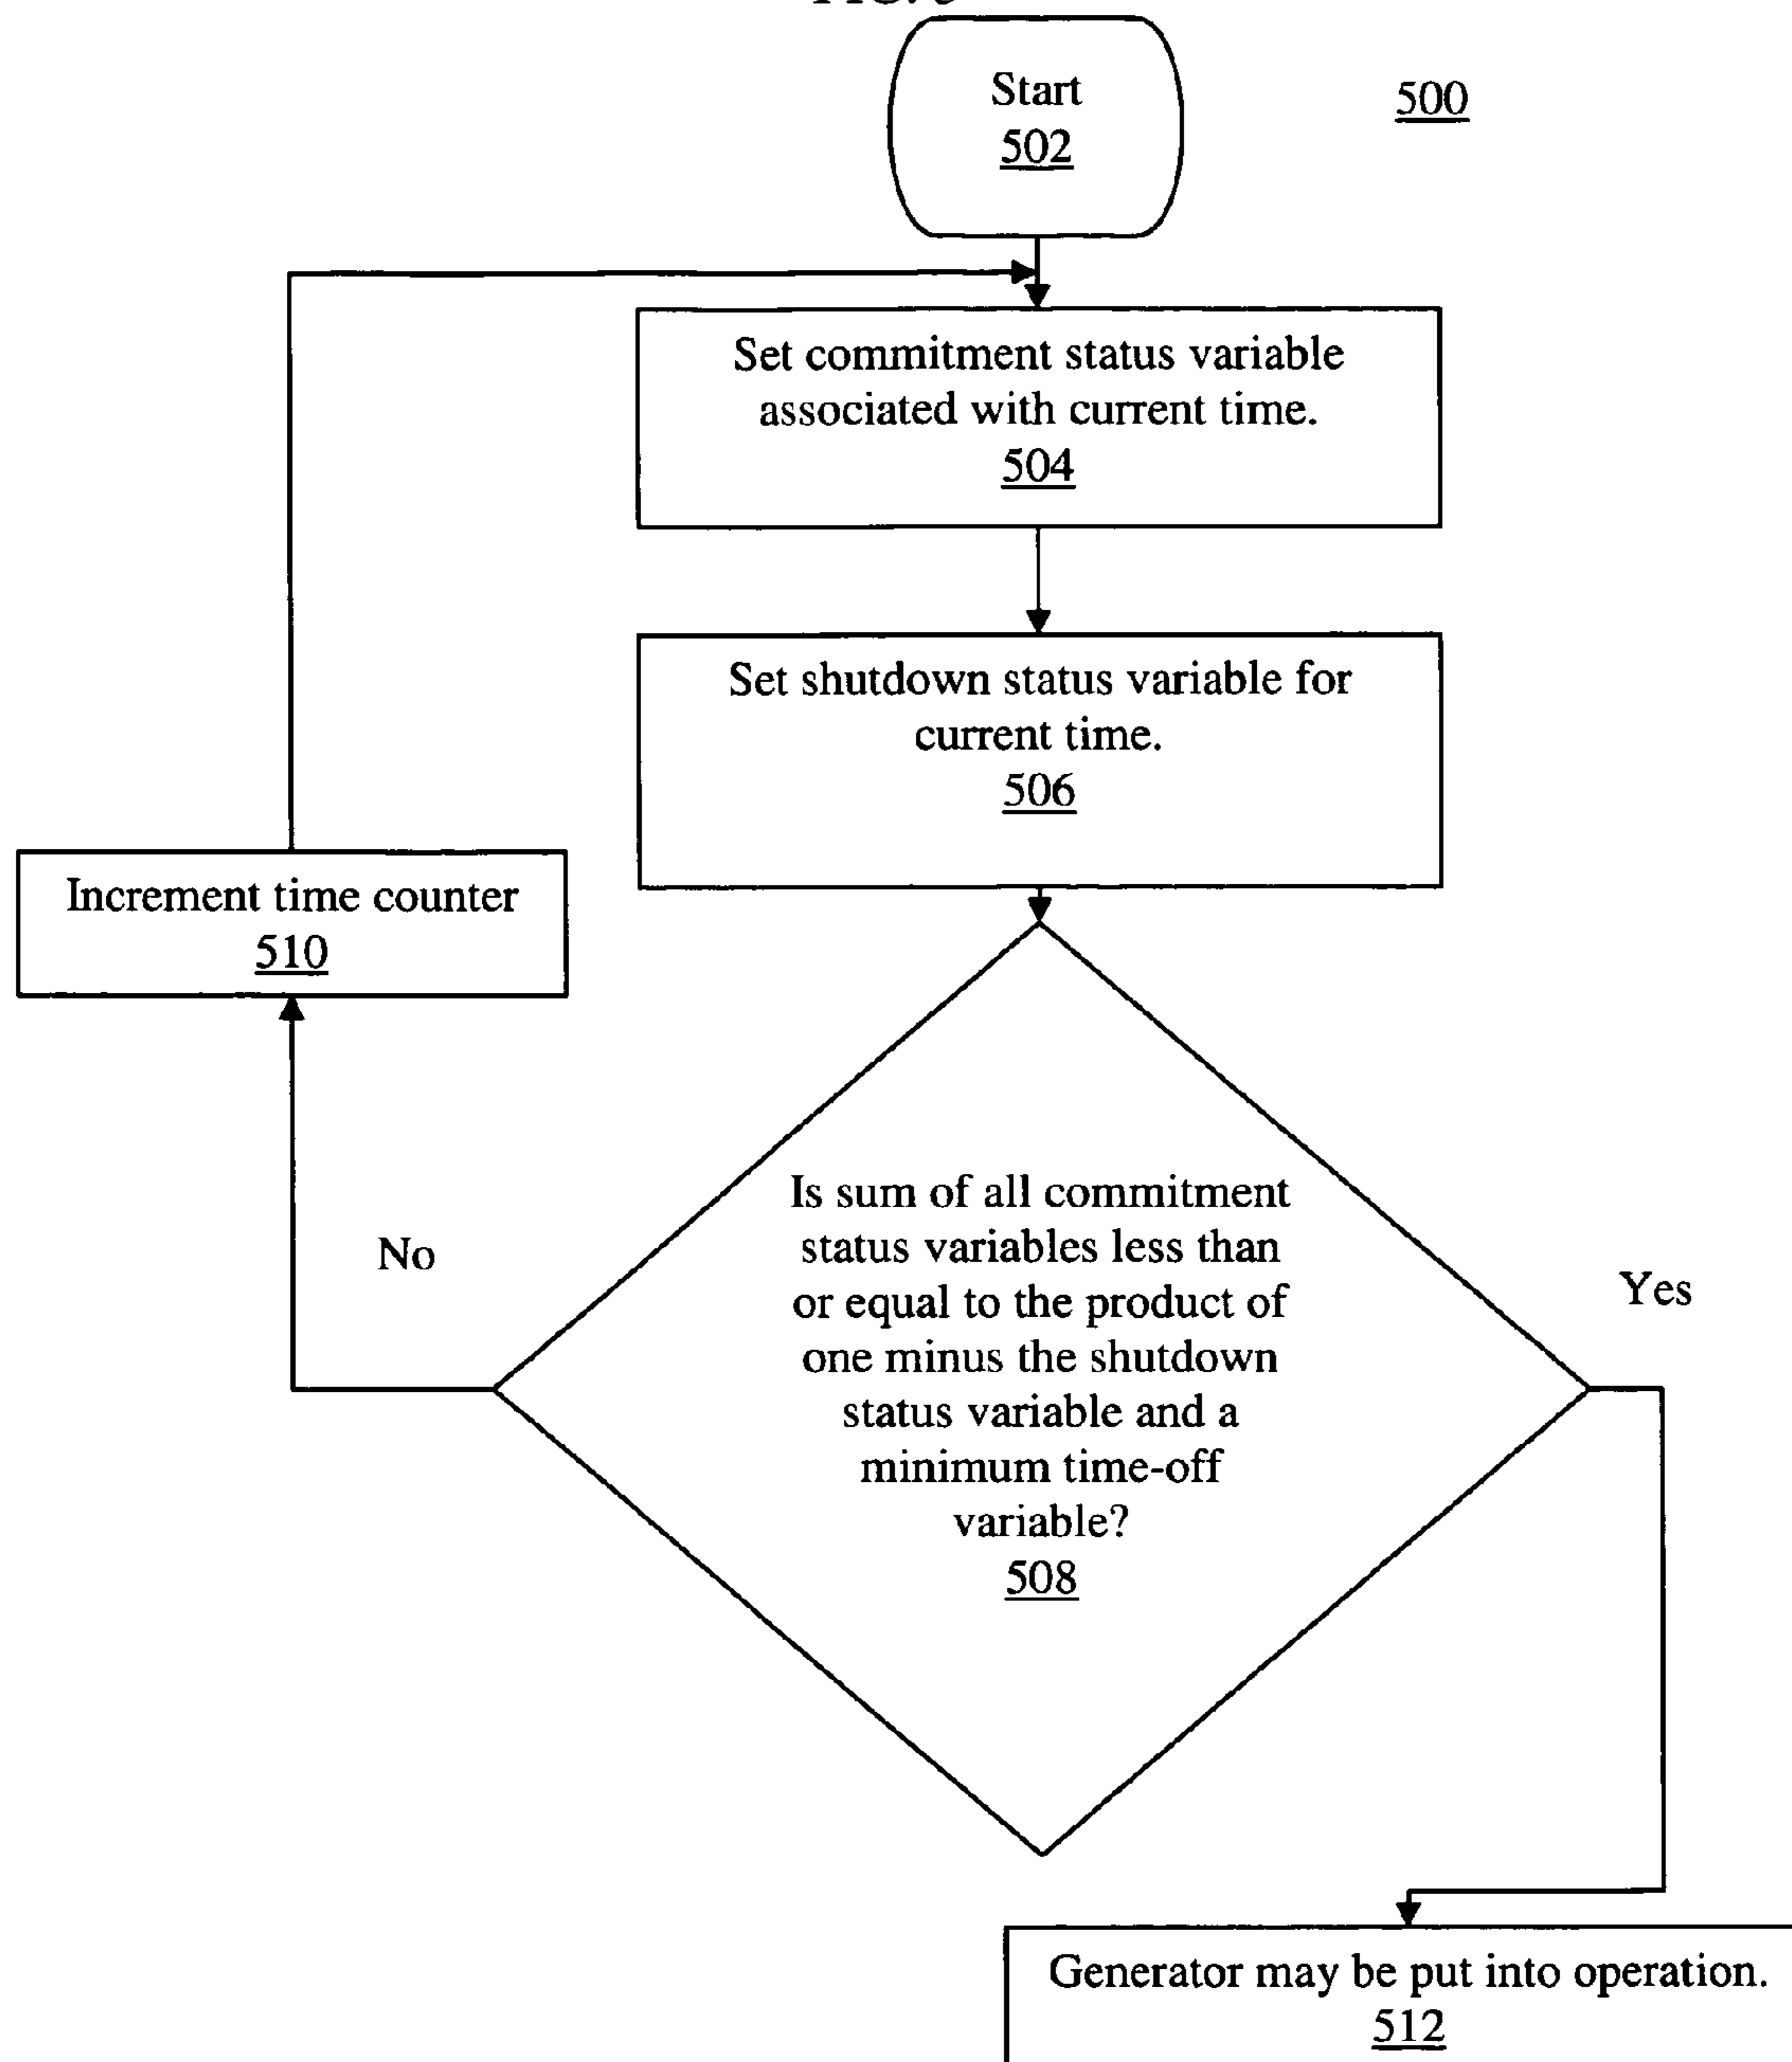 Start
502
500
Set commitment status variable
associated with current time.
504
Set shutdown status variable for
current time.
506
Increment time counter
510
Is sum of all commitment
status variables less than
or equal to the product of
one minus the shutdown
status variable and a
minimum time-off
variable?
508
No
Yes
Generator may be put into operation.
512